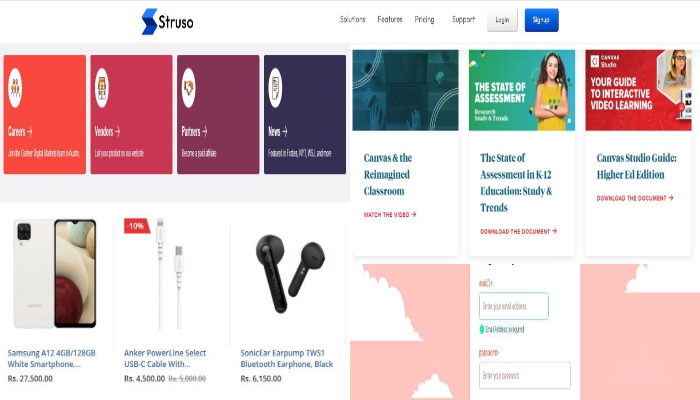 Struso
Solutions Features Pricing Support Login Signup
Careers →
Join the Gartner Digital Markets team in Austin.
Vendors →
List your product on our website
Partners →
Become a paid affiliate
News →
Featured in Forbes, NYT, WSJ, and more
Canvas & the
Reimagined
Classroom
WATCH THE VIDEO →
THE STATE OF
ASSESSMENT
Research
Study & Trends
The State of
Assessment in K-12
Education: Study &
Trends
DOWNLOAD THE DOCUMENT →
CANVAS
Studio
YOUR GUIDE
TO INTERACTIVE
VIDEO LEARNING
Canvas Studio Guide:
Higher Ed Edition
DOWNLOAD THE DOCUMENT →
SAMSUNG
Samsung A12 4GB/128GB
White Smartphone,...
Rs. 27,500.00
-10%
Anker PowerLine Select
USB-C Cable With...
Rs. 4,500.00 Rs. 5,000.00
SonicEar Earpump TWS1
Bluetooth Earphone, Black
Rs. 6,150.00
Enter your email address
Email Address is required
password*
Enter your password